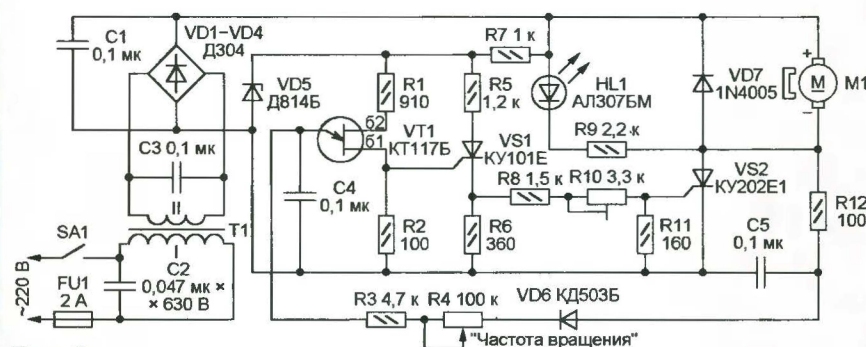 C1
0,1 мк
VD1–VD4
Д304
VD5
Д814Б
R1
910
б2
б1
VT1
КТ117Б
R5
1,2 к
R7 1 к
HL1
АЛ307БМ
VD7
1N4005
+
M
M1
–
R9 2,2 к
VS1
КУ101Е
VS2
КУ202Е1
C3 0,1 мк
C4
0,1 мк
R2
100
R6
360
R8 1,5 к
R10 3,3 к
R11
160
C5
0,1 мк
R12
100
II
T1
I
SA1
~220 В
FU1
2 А
C2
0,047 мк ×
× 630 В
R3 4,7 к
R4 100 к
VD6 КД503Б
"Частота вращения"